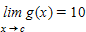 lim g(x) = 10
x → c